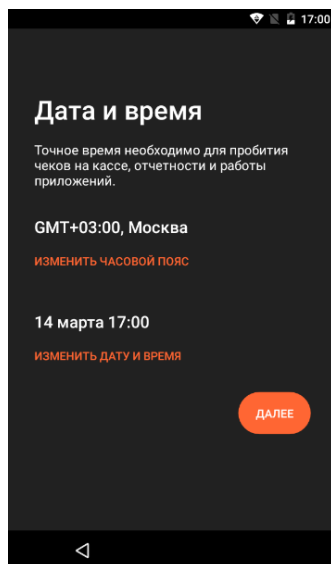 17:00
Дата и время
Точное время необходимо для пробития
чеков на кассе, отчетности и работы
приложений.
GMT+03:00, Москва
ИЗМЕНИТЬ ЧАСОВОЙ ПОЯС
14 марта 17:00
ИЗМЕНИТЬ ДАТУ И ВРЕМЯ
ДАЛЕЕ